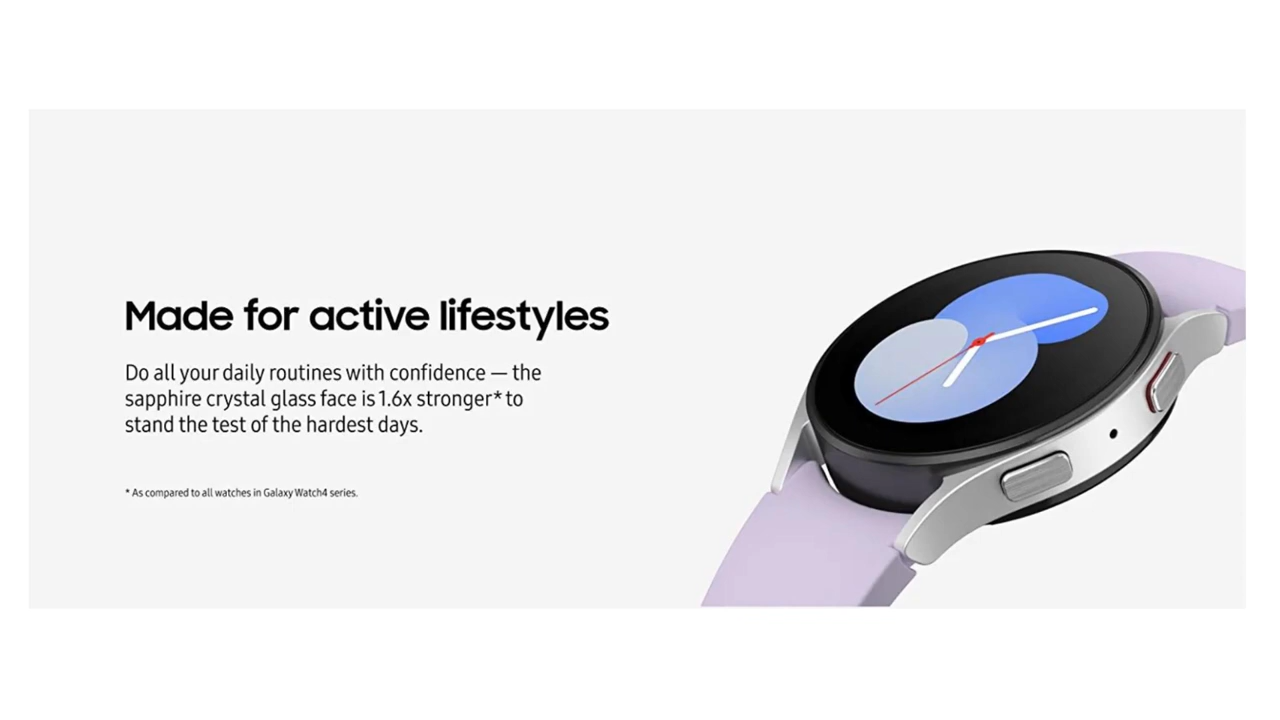 Made for active lifestyles
Do all your daily routines with confidence — the
sapphire crystal glass face is 1.6x stronger* to
stand the test of the hardest days.
* As compared to all watches in Galaxy Watch4 series.